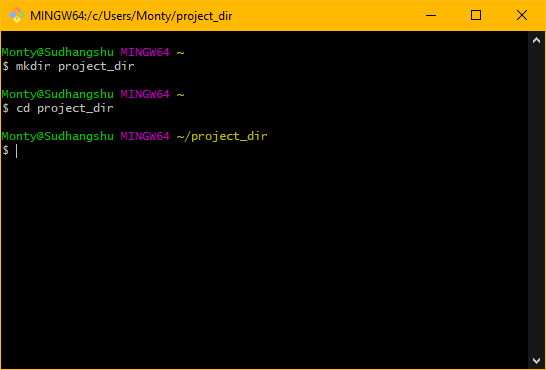 MINGW64:/c/Users/Monty/project_dir
Monty@Sudhangshu MINGW64 ~
$ mkdir project_dir
Monty@Sudhangshu MINGW64 ~
$ cd project_dir
Monty@Sudhangshu MINGW64 ~/project_dir
$